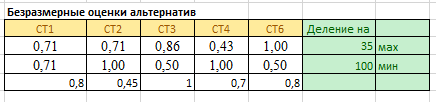 Безразмерные оценки альтернатив
СТ1 СТ2 СТ3 СТ4 СТ6 Деление на
0,71 0,71 0,86 0,43 1,00 35 мах
0,71 1,00 0,50 1,00 0,50 100 мин
0,8 0,45 1 0,7 0,8